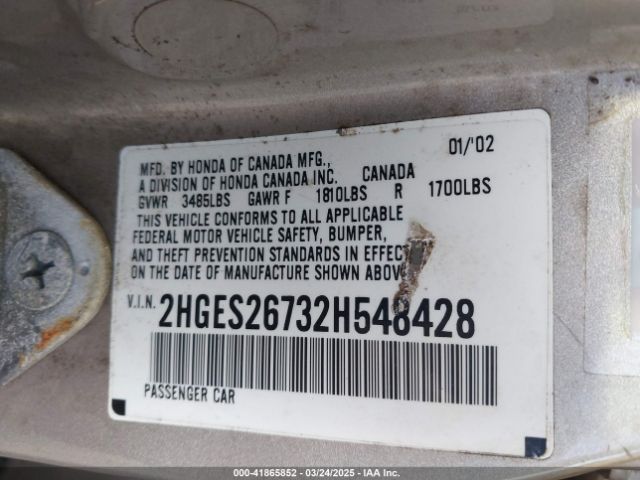 01/'02
MFD. BY HONDA OF CANADA MFG.,
A DIVISION OF HONDA CANADA INC. CANADA
GVWR 3485LBS GAWR F 1810LBS R 1700LBS
THIS VEHICLE CONFORMS TO ALL APPLICABLE
FEDERAL MOTOR VEHICLE SAFETY, BUMPER,
AND THEFT PREVENTION STANDARDS IN EFFECT
ON THE DATE OF MANUFACTURE SHOWN ABOVE
V.I.N. 2HGES26732H548428
PASSENGER CAR
000-41865852 — 03/24/2025 — IAA Inc.